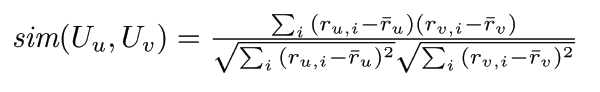 sim(U_u, U_v) = \frac{\sum_i (r_{u,i} - \bar{r}_u)(r_{v,i} - \bar{r}_v)}{\sqrt{\sum_i (r_{u,i} - \bar{r}_u)^2} \sqrt{\sum_i (r_{v,i} - \bar{r}_v)^2}}